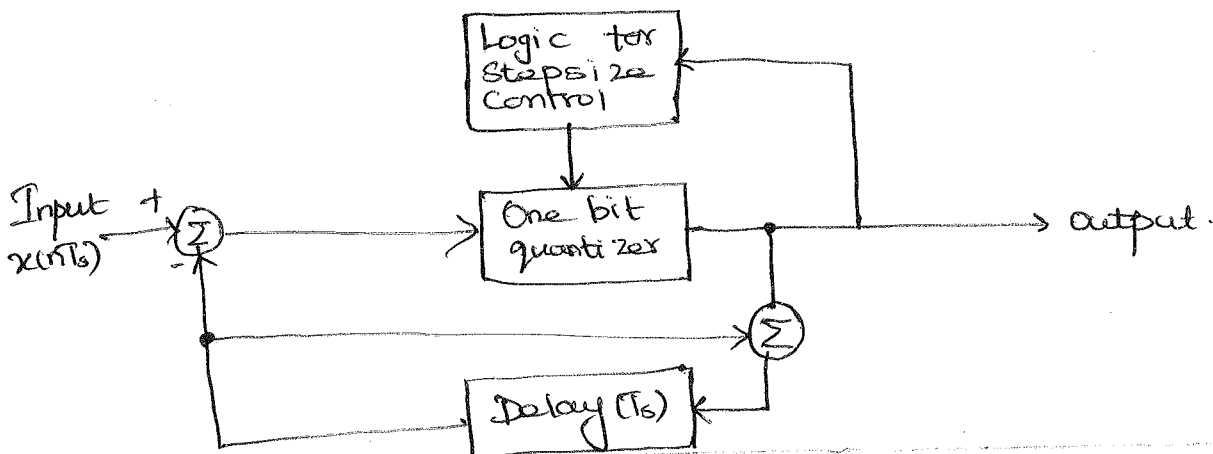 Logic for
Stepsize
Control
Input +
x(nTs)
Σ
-
One bit
quantizer
output.
Σ
Delay (Ts)